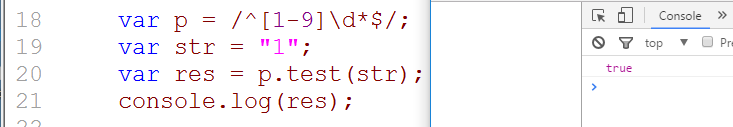 18 var p = /^[1-9]\d*$/;
19 var str = "1";
20 var res = p.test(str);
21 console.log(res);
Console »
top ▼ Pre
true
>